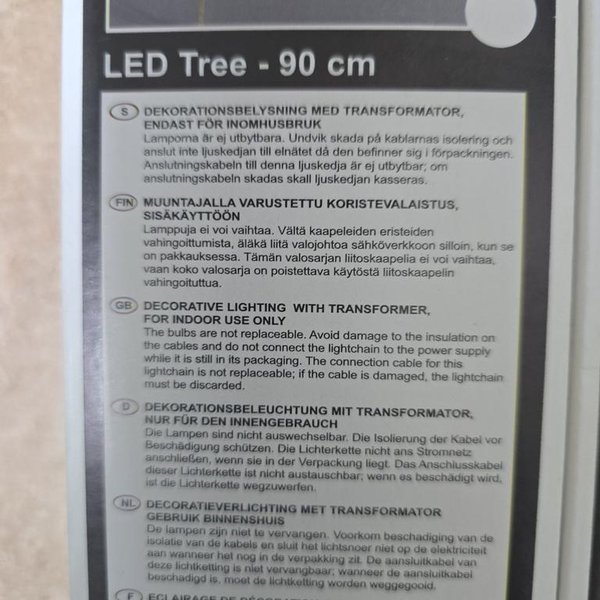 LED Tree - 90 cm
S DEKORATIONSBELYSNING MED TRANSFORMATOR,
ENDAST FÖR INOMHUSBRUK
Lamporna är ej utbytbara. Undvik skada på kablarnas isolering och
anslut inte ljuskedjan till elnätet då den befinner sig i förpackningen.
Anslutningskabeln till denna ljuskedja är ej utbytbar; om
anslutningskabeln skadas skall ljuskedjan kasseras.
FIN MUUNTAJALLA VARUSTETTU KORISTEVALAISTUS,
SISÄKÄYTTÖÖN
Lamppuja ei voi vaihtaa. Vältä kaapeleiden eristeiden
vahingoittumista, äläkä liitä valojohtoa sähköverkkoon silloin, kun se
on pakkauksessa. Tämän valosarjan liitoskaapelia ei voi vaihtaa,
vaan koko valosarja on poistettava käytöstä liitoskaapelin
vahingoituttua.
GB DECORATIVE LIGHTING WITH TRANSFORMER,
FOR INDOOR USE ONLY
The bulbs are not replaceable. Avoid damage to the insulation on
the cables and do not connect the lightchain to the power supply
while it is still in its packaging. The connection cable for this
lightchain is not replaceable; if the cable is damaged, the lightchain
must be discarded.
D DEKORATIONSBELEUCHTUNG MIT TRANSFORMATOR,
NUR FÜR DEN INNENGEBRAUCH
Die Lampen sind nicht auswechselbar. Die Isolierung der Kabel vor
Beschädigung schützen. Die Lichterkette nicht ans Stromnetz
anschließen, wenn sie in der Verpackung liegt. Das Anschlusskabel
dieser Lichterkette ist nicht austauschbar; wenn es beschädigt wird,
ist die Lichterkette wegzuwerfen.
NL DECORATIEVERLICHTING MET TRANSFORMATOR
GEBRUIK BINNENSHUIS
De lampen zijn niet te vervangen. Voorkom beschadiging van de
isolatie van de kabels en sluit het lichtsnoer niet op de elektriciteit
aan wanneer het nog in de verpakking zit. De aansluitkabel van
deze lichtketting is niet vervangbaar; wanneer de aansluitkabel
beschadigd is, moet de lichtketting worden weggegooid.
F ECLAIRAGE DE